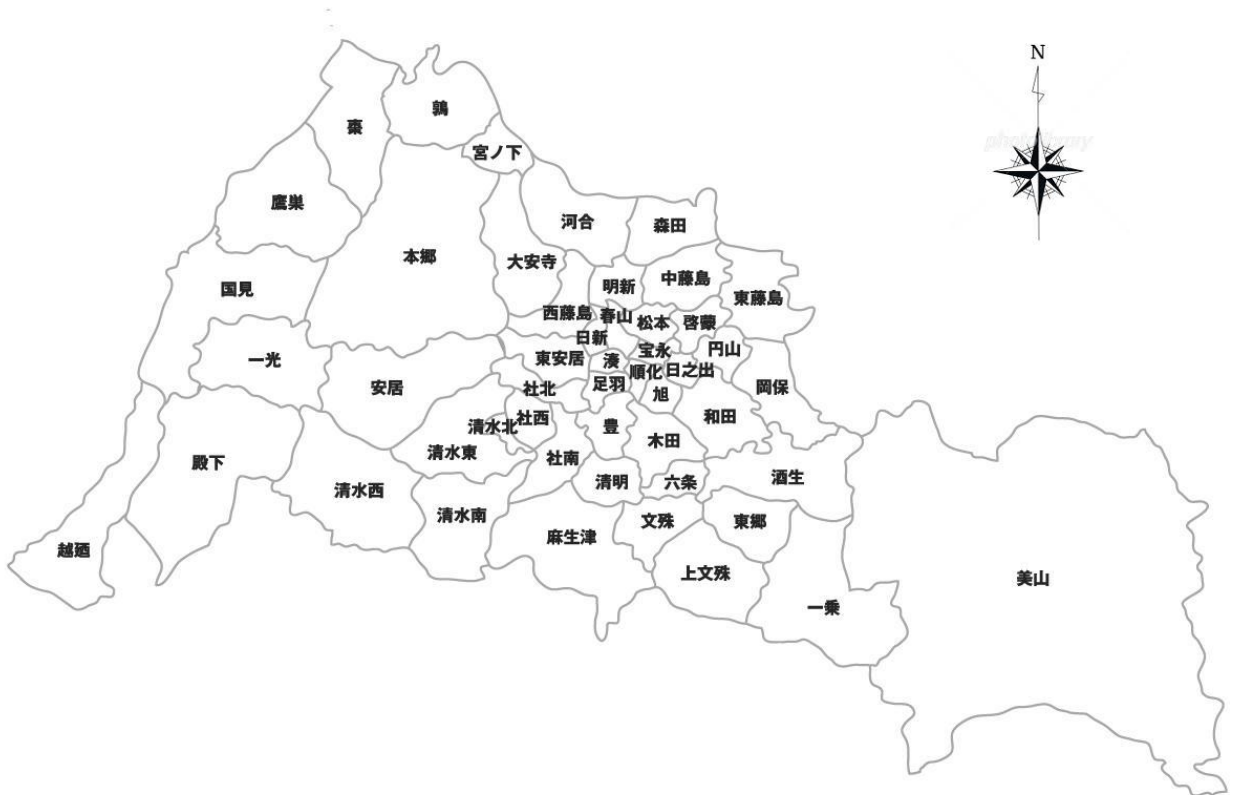 N
photolibrary
鶉
棗
宮ノ下
鷹巣
河合
森田
本郷
大安寺
中藤島
国見
明新
東藤島
西藤島
春山
松本
啓蒙
日新
宝永
円山
一光
東安居
湊
順化
日之出
安居
社北
足羽
旭
岡保
社西
和田
清水北
豊
木田
清水東
社南
殿下
清水西
清明
六条
酒生
清水南
文殊
東郷
麻生津
越廼
上文殊
美山
一乗